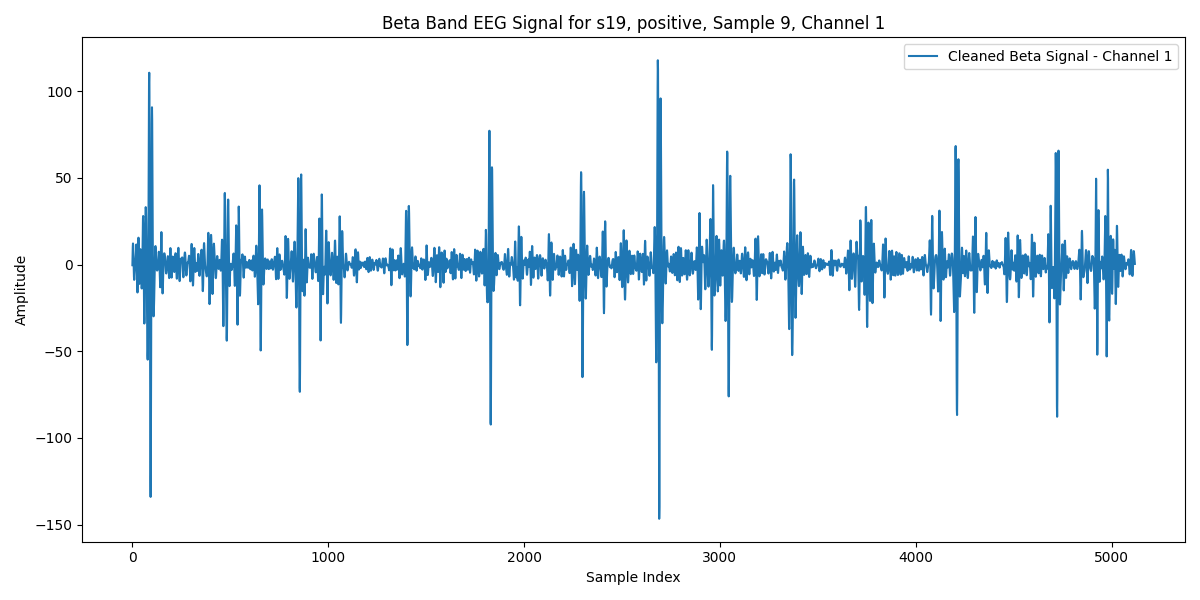 Beta Band EEG Signal for s19, positive, Sample 9, Channel 1
Cleaned Beta Signal - Channel 1
Amplitude
100
50
0
−50
−100
−150
0 1000 2000 3000 4000 5000
Sample Index